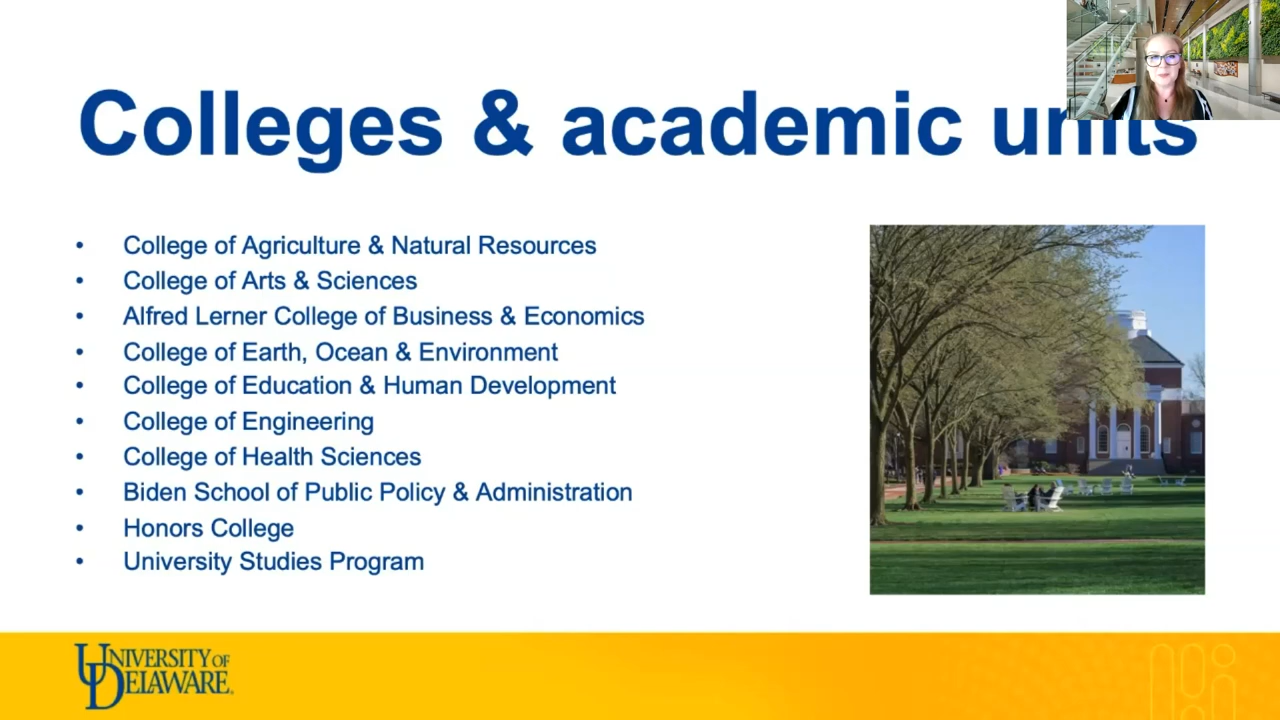 Colleges & academic units
• College of Agriculture & Natural Resources
• College of Arts & Sciences
• Alfred Lerner College of Business & Economics
• College of Earth, Ocean & Environment
• College of Education & Human Development
• College of Engineering
• College of Health Sciences
• Biden School of Public Policy & Administration
• Honors College
• University Studies Program
UNIVERSITY OF
DELAWARE